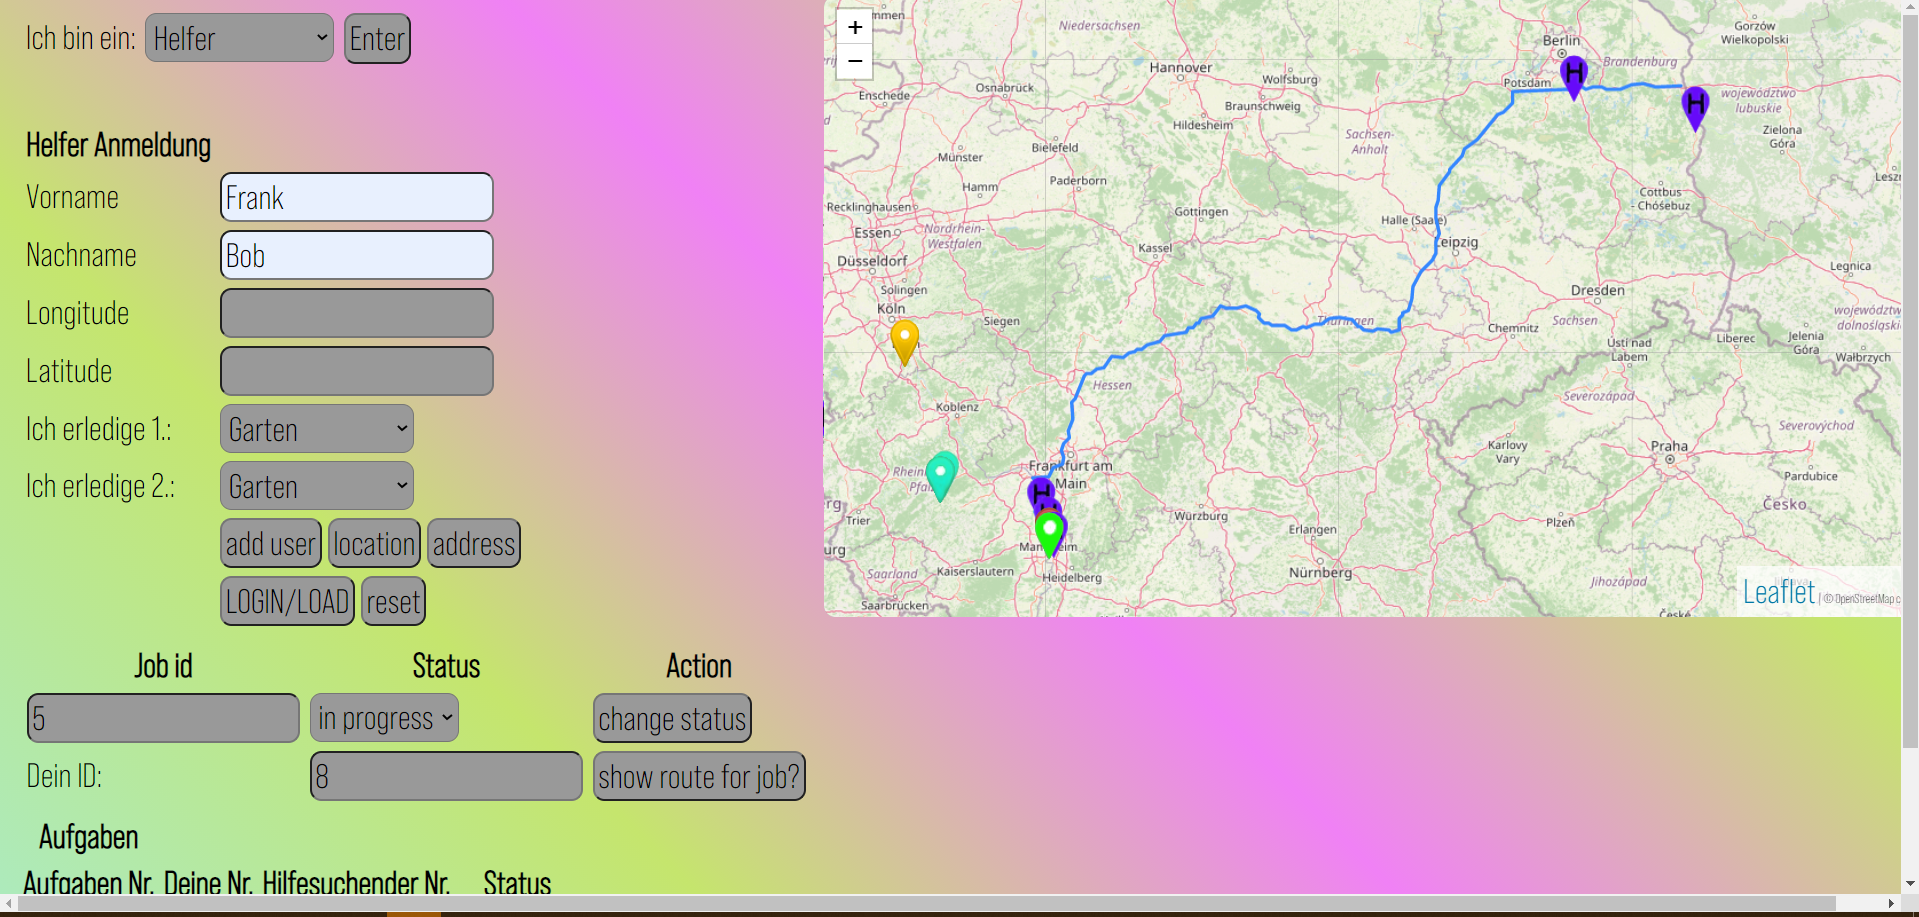 Ich bin ein: Helfer Enter
Helfer Anmeldung
Vorname Frank
Nachname Bob
Longitude
Latitude
Ich erledige 1.: Garten
Ich erledige 2.: Garten
add user location address
LOGIN/LOAD reset
Job id Status Action
5 in progress change status
Dein ID: 8 show route for job?
Aufgaben
Aufgaben Nr. Deine Nr. Hilfesuchender Nr. Status
+
−
Niedersachsen
Berlin
Gorzów
Wielkopolski
Hannover
Brandenburg
H
Osnabrück
Wolfsburg
Potsdam
Enschede
Braunschweig
województwo
lubuskie
H
Hildesheim
Sachsen-
Anhalt
Zielona
Góra
Bielefeld
Münster
Paderborn
Hamm
Cottbus
- Chóśebuz
Recklinghausen
Göttingen
Halle (Saale)
Essen
Nordrhein-
Westfalen
Kassel
Düsseldorf
Legnica
Solingen
Dresden
Köln
Siegen
Thüringen
Chemnitz
Sachsen
województwo
Liberec
Jelenia
Góra
Ústí nad
Labem
Wałbrzych
Hessen
Severozápad
Koblenz
Severovýchod
Karlovy
Vary
Praha
Frankfurt am
Main
Pardubice
H
Česko
Trier
Würzburg
Erlangen
Plzeň
Saarland
Kaiserslautern
Heidelberg
Nürnberg
Jihozápad
Saarbrücken
Leaflet | © OpenStreetMap c